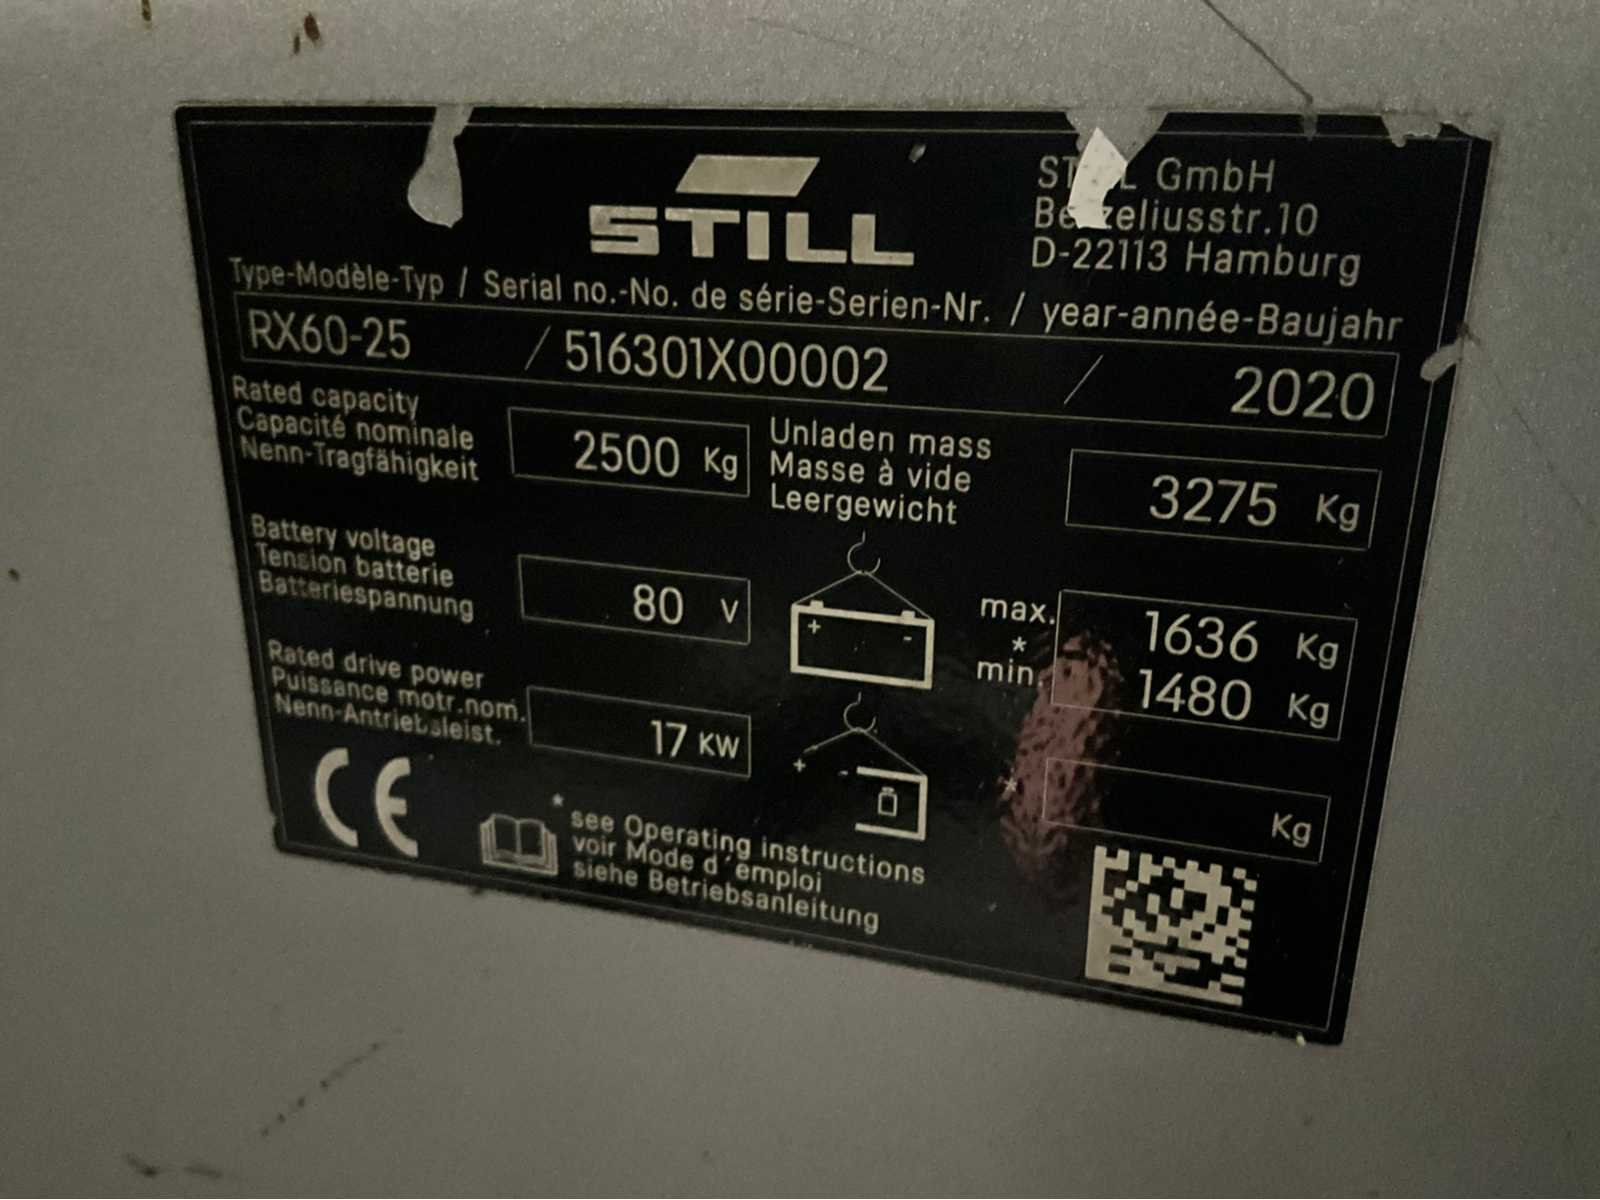 STILL
STILL GmbH
Berzeliusstr.10
D-22113 Hamburg
Type-Modèle-Typ / Serial no.-No. de série-Serien-Nr. / year-année-Baujahr
RX60-25 / 516301X00002 / 2020
Rated capacity
Capacité nominale
Nenn-Tragfähigkeit
2500 Kg
Unladen mass
Masse à vide
Leergewicht
3275 Kg
Battery voltage
Tension batterie
Batteriespannung
80 V
+ -
max. 1636 Kg
*
min. 1480 Kg
Rated drive power
Puissance motr.nom.
Nenn-Antriebsleist.
17 KW
+ -
* Kg
CE
* see Operating instructions
voir Mode d'emploi
siehe Betriebsanleitung